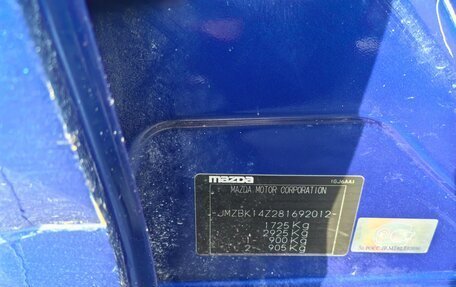 mazda
MAZDA MOTOR CORPORATION
JMZBK14Z281692012
1725 Kg
2925 Kg
1 - 900 Kg
2 - 905 Kg